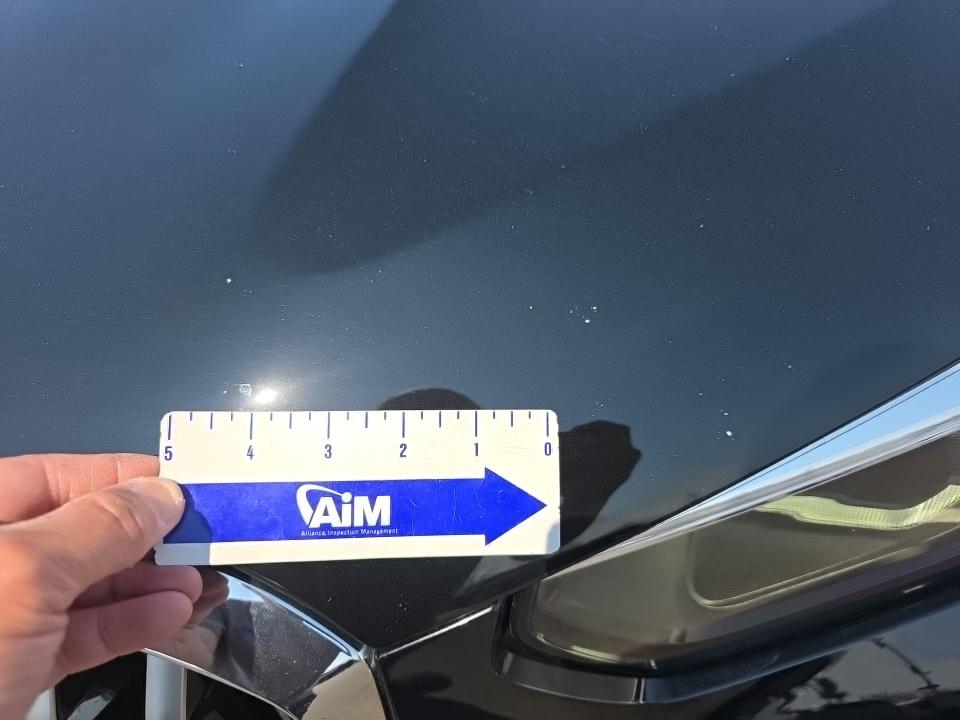 5 4 3 2 1 0
AiM
Alliance Inspection Management